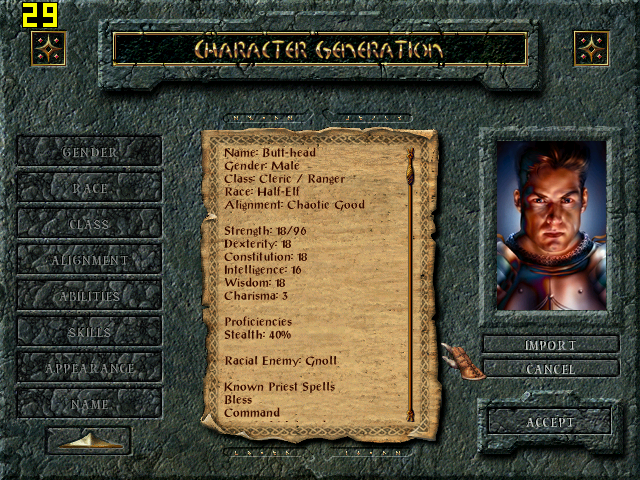 29
CHARACTER GENERATION
GENDER
RACE
CLASS
ALIGNMENT
ABILITIES
SKILLS
APPEARANCE
NAME
Name: Butt-head
Gender: Male
Class: Cleric / Ranger
Race: Half-Elf
Alignment: Chaotic Good
Strength: 18/96
Dexterity: 18
Constitution: 18
Intelligence: 16
Wisdom: 18
Charisma: 3
Proficiencies
Stealth: 40%
Racial Enemy: Gnoll
Known Priest Spells
Bless
Command
IMPORT
CANCEL
ACCEPT